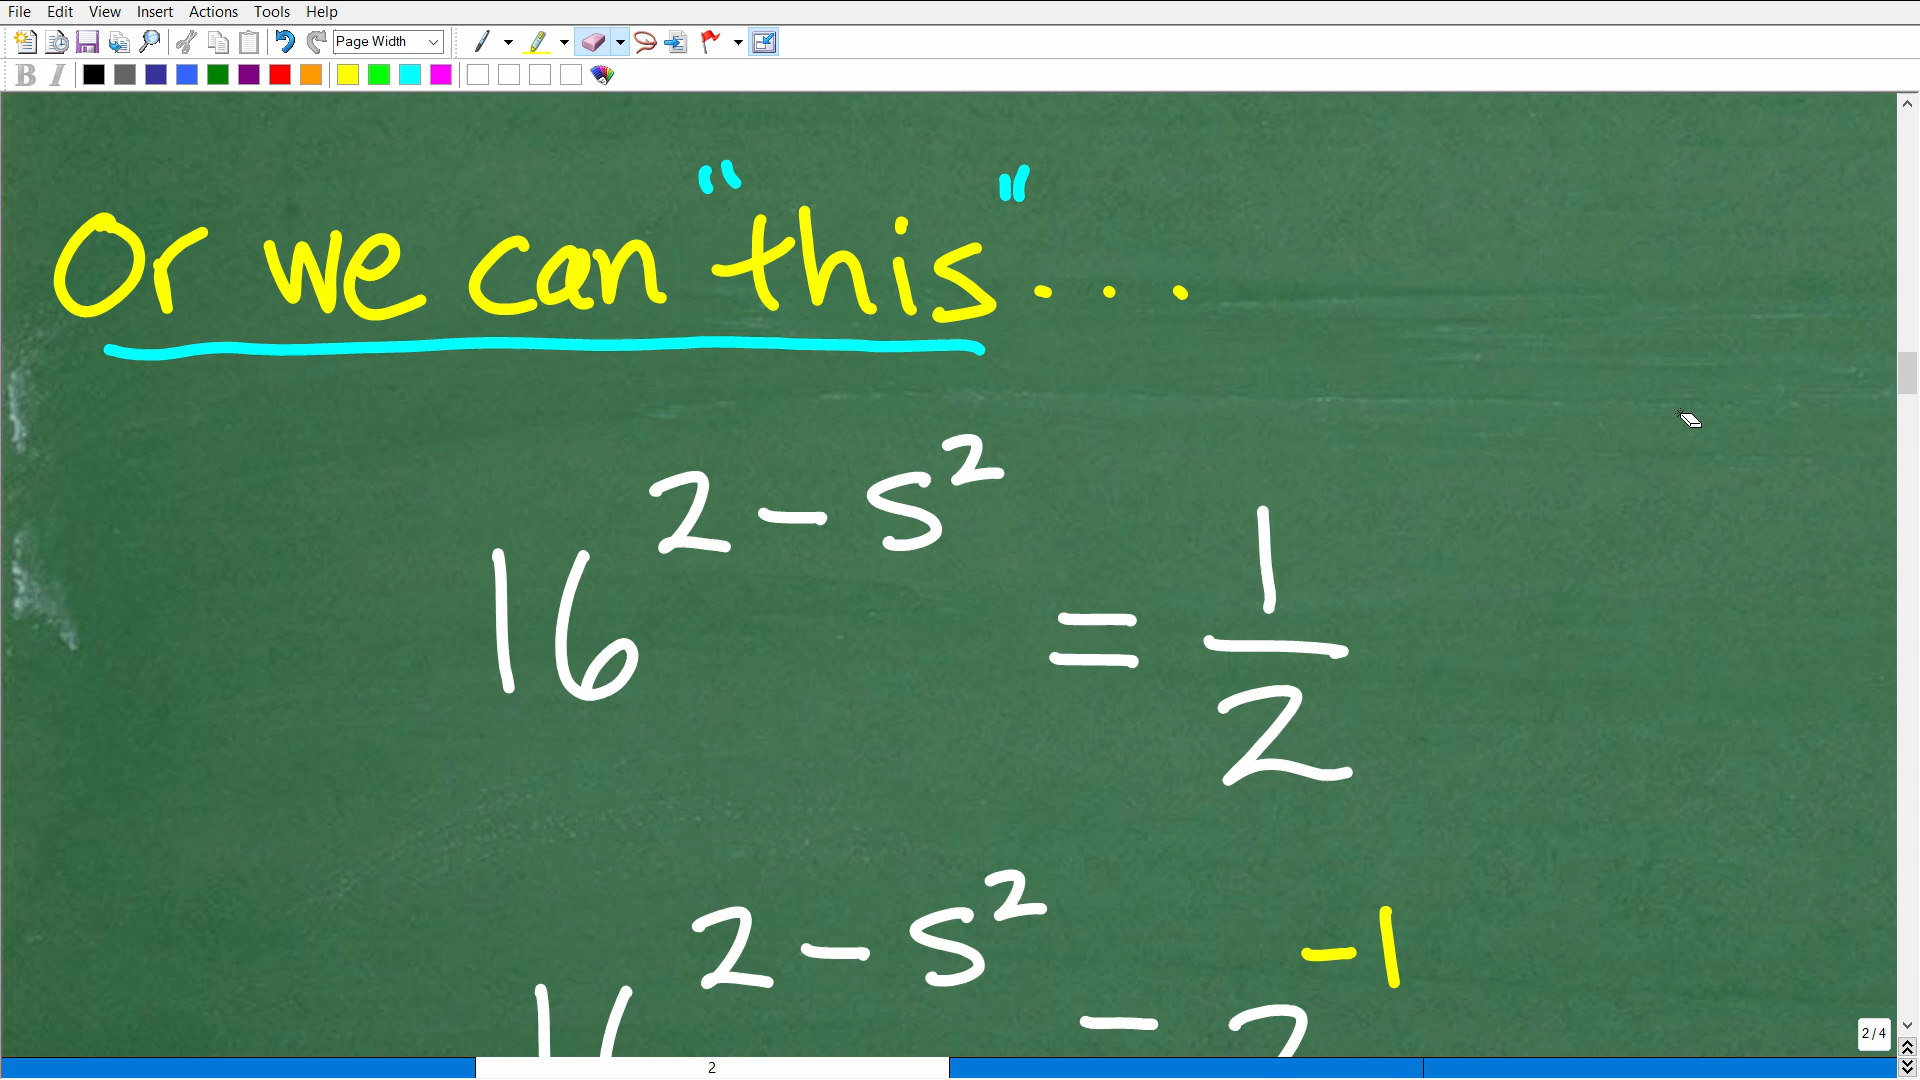 File Edit View Insert Actions Tools Help
Page Width
B I
Or we can "this" . . .
16^{2-s^2} = 1/2
16^{2-s^2} = 2^{-1}
2 / 4
2